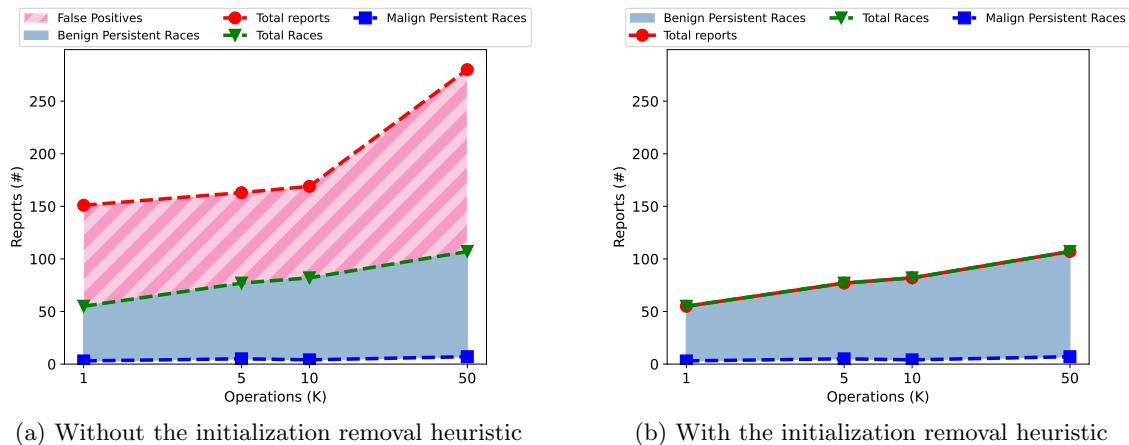 False Positives
Benign Persistent Races
Total reports
Total Races
Malign Persistent Races
Reports (#)
250
200
150
100
50
0
1
5
10
50
Operations (K)
(a) Without the initialization removal heuristic
Benign Persistent Races
Total reports
Total Races
Malign Persistent Races
Reports (#)
250
200
150
100
50
0
1
5
10
50
Operations (K)
(b) With the initialization removal heuristic